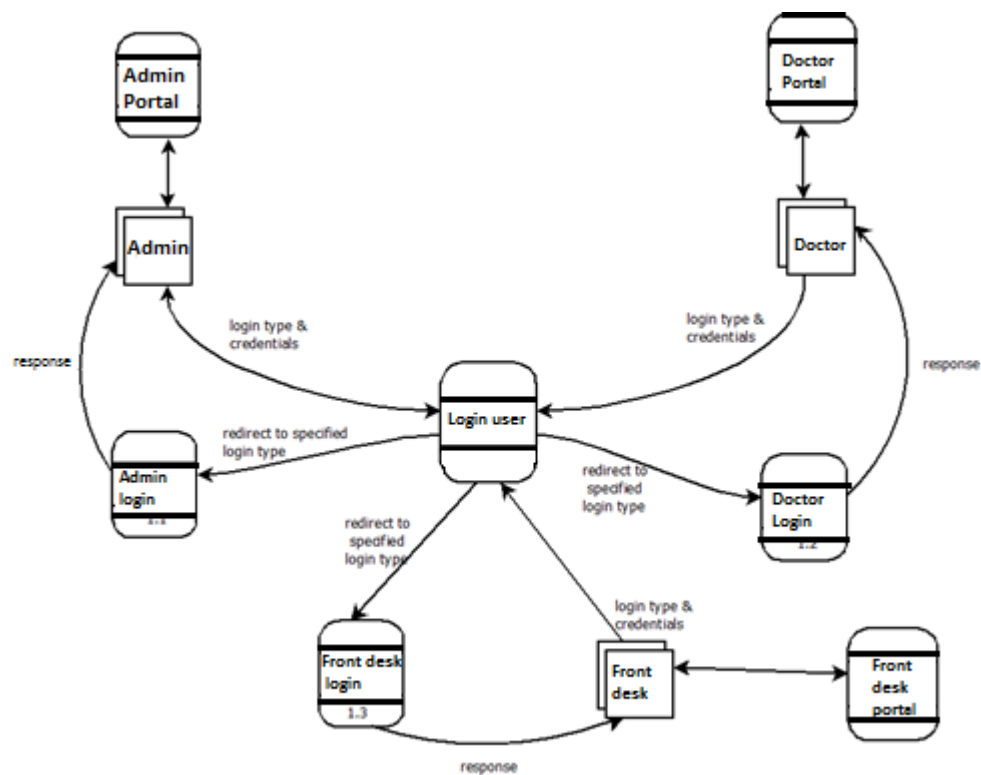 Admin
Portal
Doctor
Portal
Admin
Doctor
login type &
credentials
login type &
credentials
response
response
Login user
redirect to specified
login type
redirect to
specified
login type
Admin
login
1.1
Doctor
Login
1.2
redirect to
specified
login type
login type &
credentials
Front desk
login
1.3
Front
desk
Front
desk
portal
response